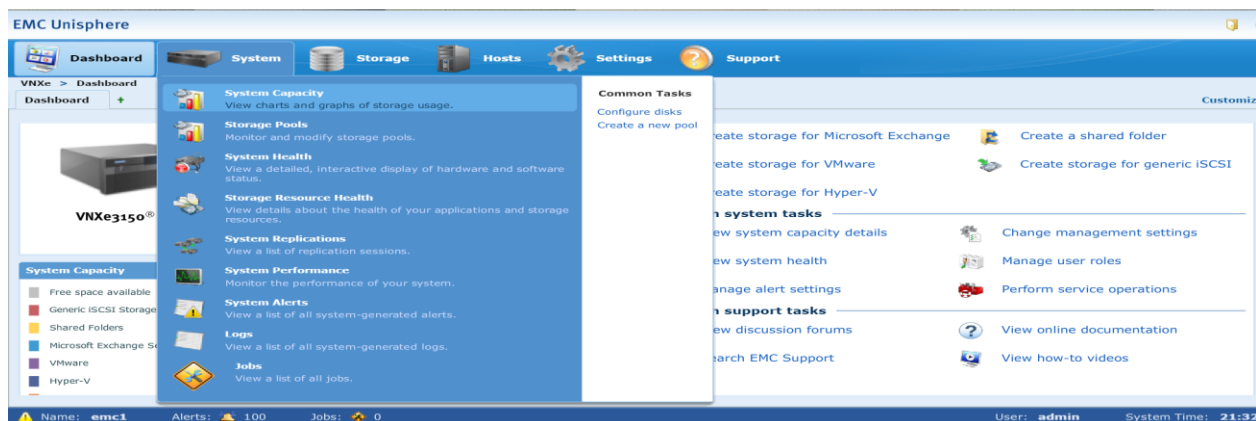 EMC Unisphere
Dashboard System Storage Hosts Settings Support
VNXe > Dashboard
Dashboard +
Customiz
VNXe3150®
System Capacity
Free space available
Generic iSCSI Storage
Shared Folders
Microsoft Exchange Se
VMware
Hyper-V
System Capacity
View charts and graphs of storage usage.
Storage Pools
Monitor and modify storage pools.
System Health
View a detailed, interactive display of hardware and software
status.
Storage Resource Health
View details about the health of your applications and storage
resources.
System Replications
View a list of replication sessions.
System Performance
Monitor the performance of your system.
System Alerts
View a list of all system-generated alerts.
Logs
View a list of all system-generated logs.
Jobs
View a list of all jobs.
Common Tasks
Configure disks
Create a new pool
eate storage for Microsoft Exchange
Create a shared folder
eate storage for VMware
Create storage for generic iSCSI
eate storage for Hyper-V
n system tasks
ew system capacity details
Change management settings
ew system health
Manage user roles
anage alert settings
Perform service operations
n support tasks
ew discussion forums
View online documentation
earch EMC Support
View how-to videos
Name: emc1 Alerts: 100 Jobs: 0 User: admin System Time: 21:32